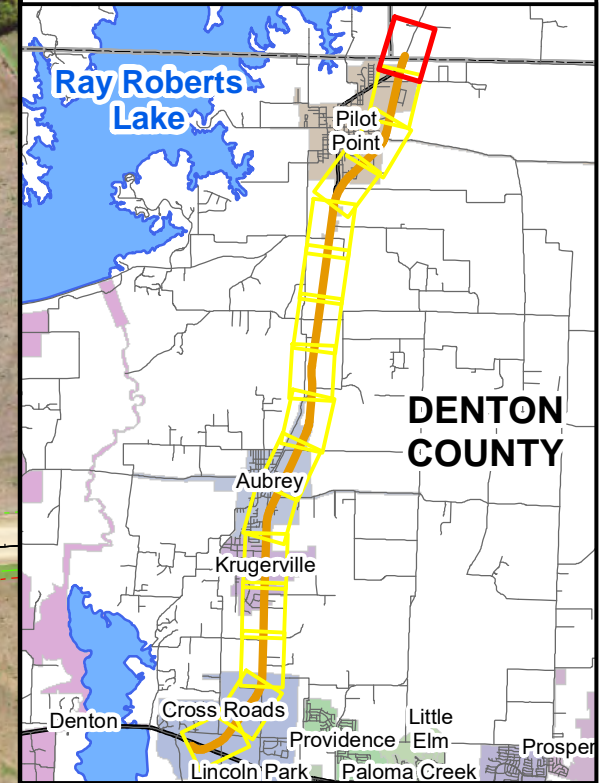 Ray Roberts
Lake
Pilot
Point
DENTON
COUNTY
Aubrey
Krugerville
Cross Roads
Denton
Little
Elm
Providence
Prosper
Lincoln Park
Paloma Creek